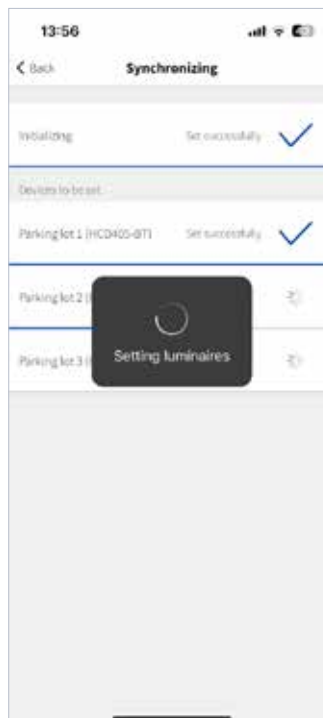 13:56
Back
Synchronizing
Initializing Set successfully
Devices to be set
Parking lot 1 (HCD405-BT) Set successfully
Parking lot 2 (
Setting luminaires
Parking lot 3 (